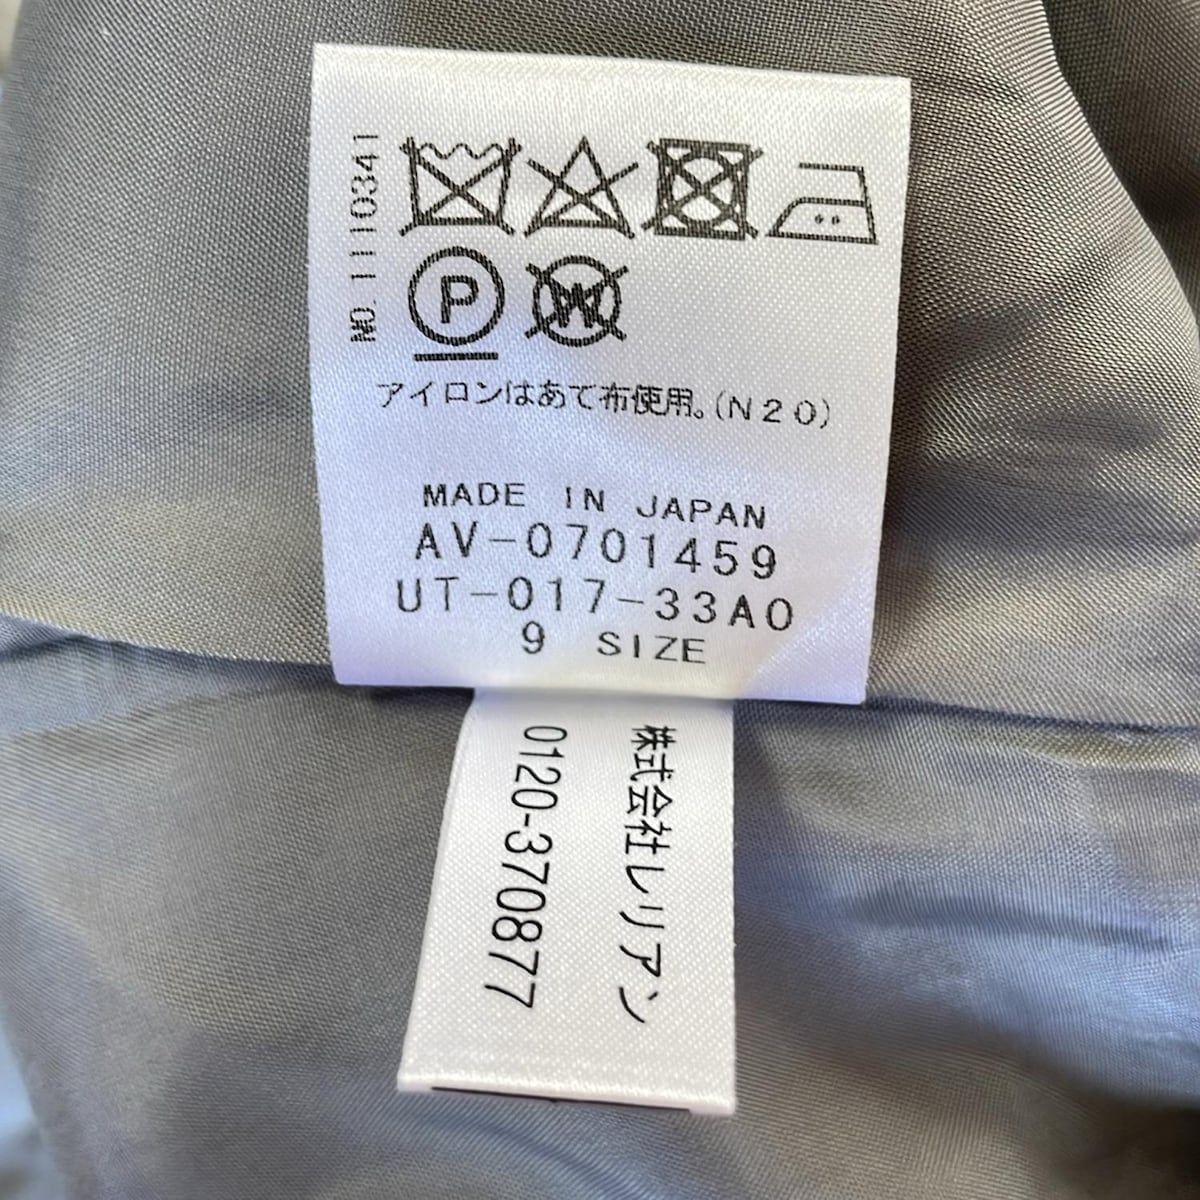 NO. 1110341
P
W
アイロンはあて布使用。(N20)
MADE IN JAPAN
AV-0701459
UT-017-33A0
9 SIZE
株式会社レリアン
0120-370877